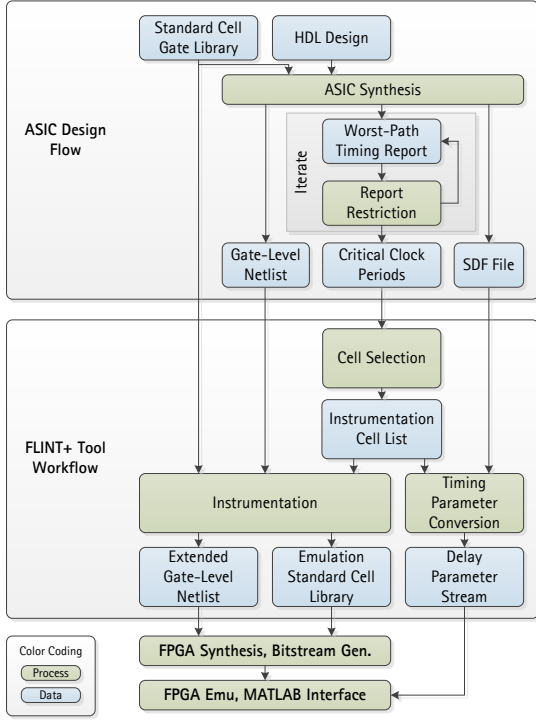 Standard Cell
Gate Library
HDL Design
ASIC Synthesis
ASIC Design
Flow
Iterate
Worst-Path
Timing Report
Report
Restriction
Gate-Level
Netlist
Critical Clock
Periods
SDF File
Cell Selection
Instrumentation
Cell List
FLINT+ Tool
Workflow
Instrumentation
Timing
Parameter
Conversion
Extended
Gate-Level
Netlist
Emulation
Standard Cell
Library
Delay
Parameter
Stream
Color Coding
Process
Data
FPGA Synthesis, Bitstream Gen.
FPGA Emu, MATLAB Interface